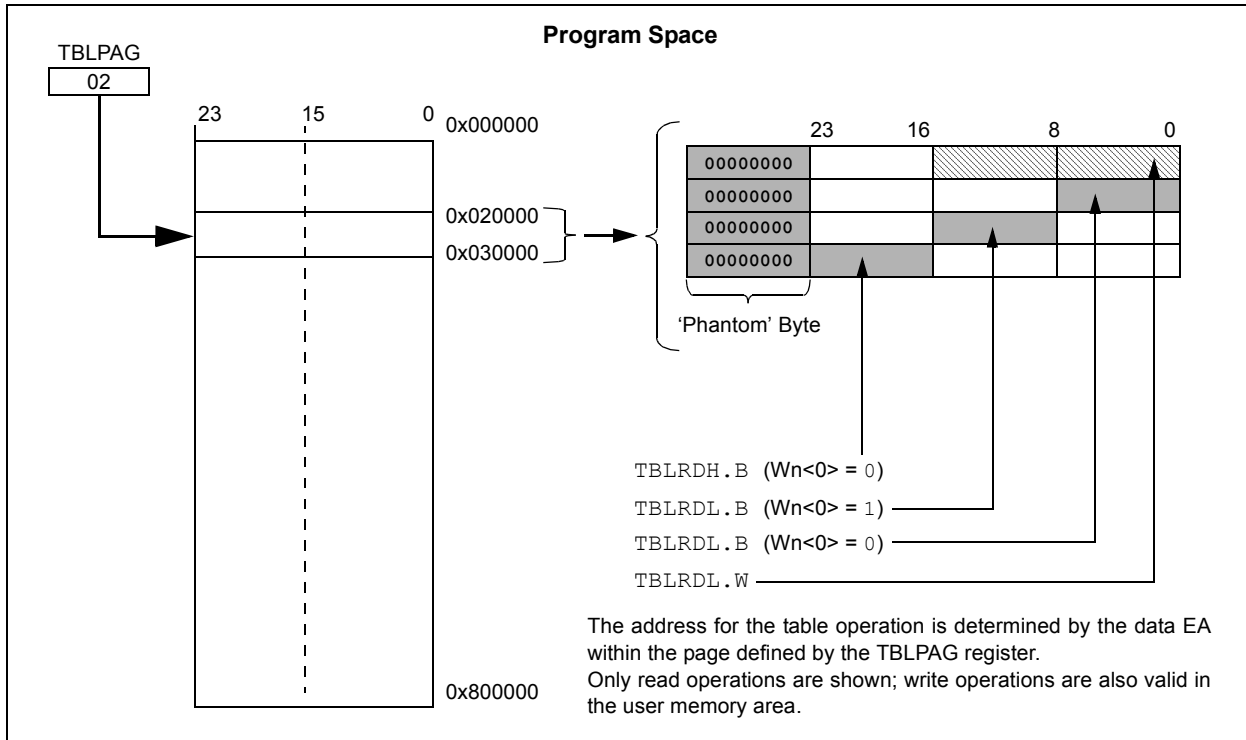 Program Space
TBLPAG
02
23 15 0
0x000000
0x020000
0x030000
0x800000
23 16 8 0
00000000
00000000
00000000
00000000
‘Phantom’ Byte
TBLRDH.B (Wn<0> = 0)
TBLRDL.B (Wn<0> = 1)
TBLRDL.B (Wn<0> = 0)
TBLRDL.W
The address for the table operation is determined by the data EA
within the page defined by the TBLPAG register.
Only read operations are shown; write operations are also valid in
the user memory area.